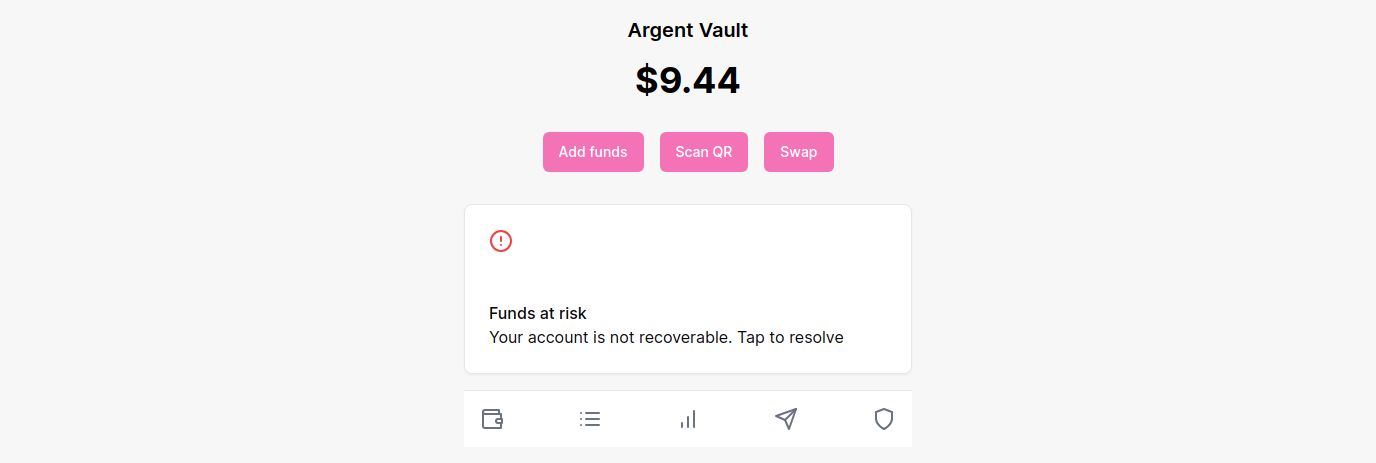 Argent Vault
$9.44
Add funds
Scan QR
Swap
Funds at risk
Your account is not recoverable. Tap to resolve